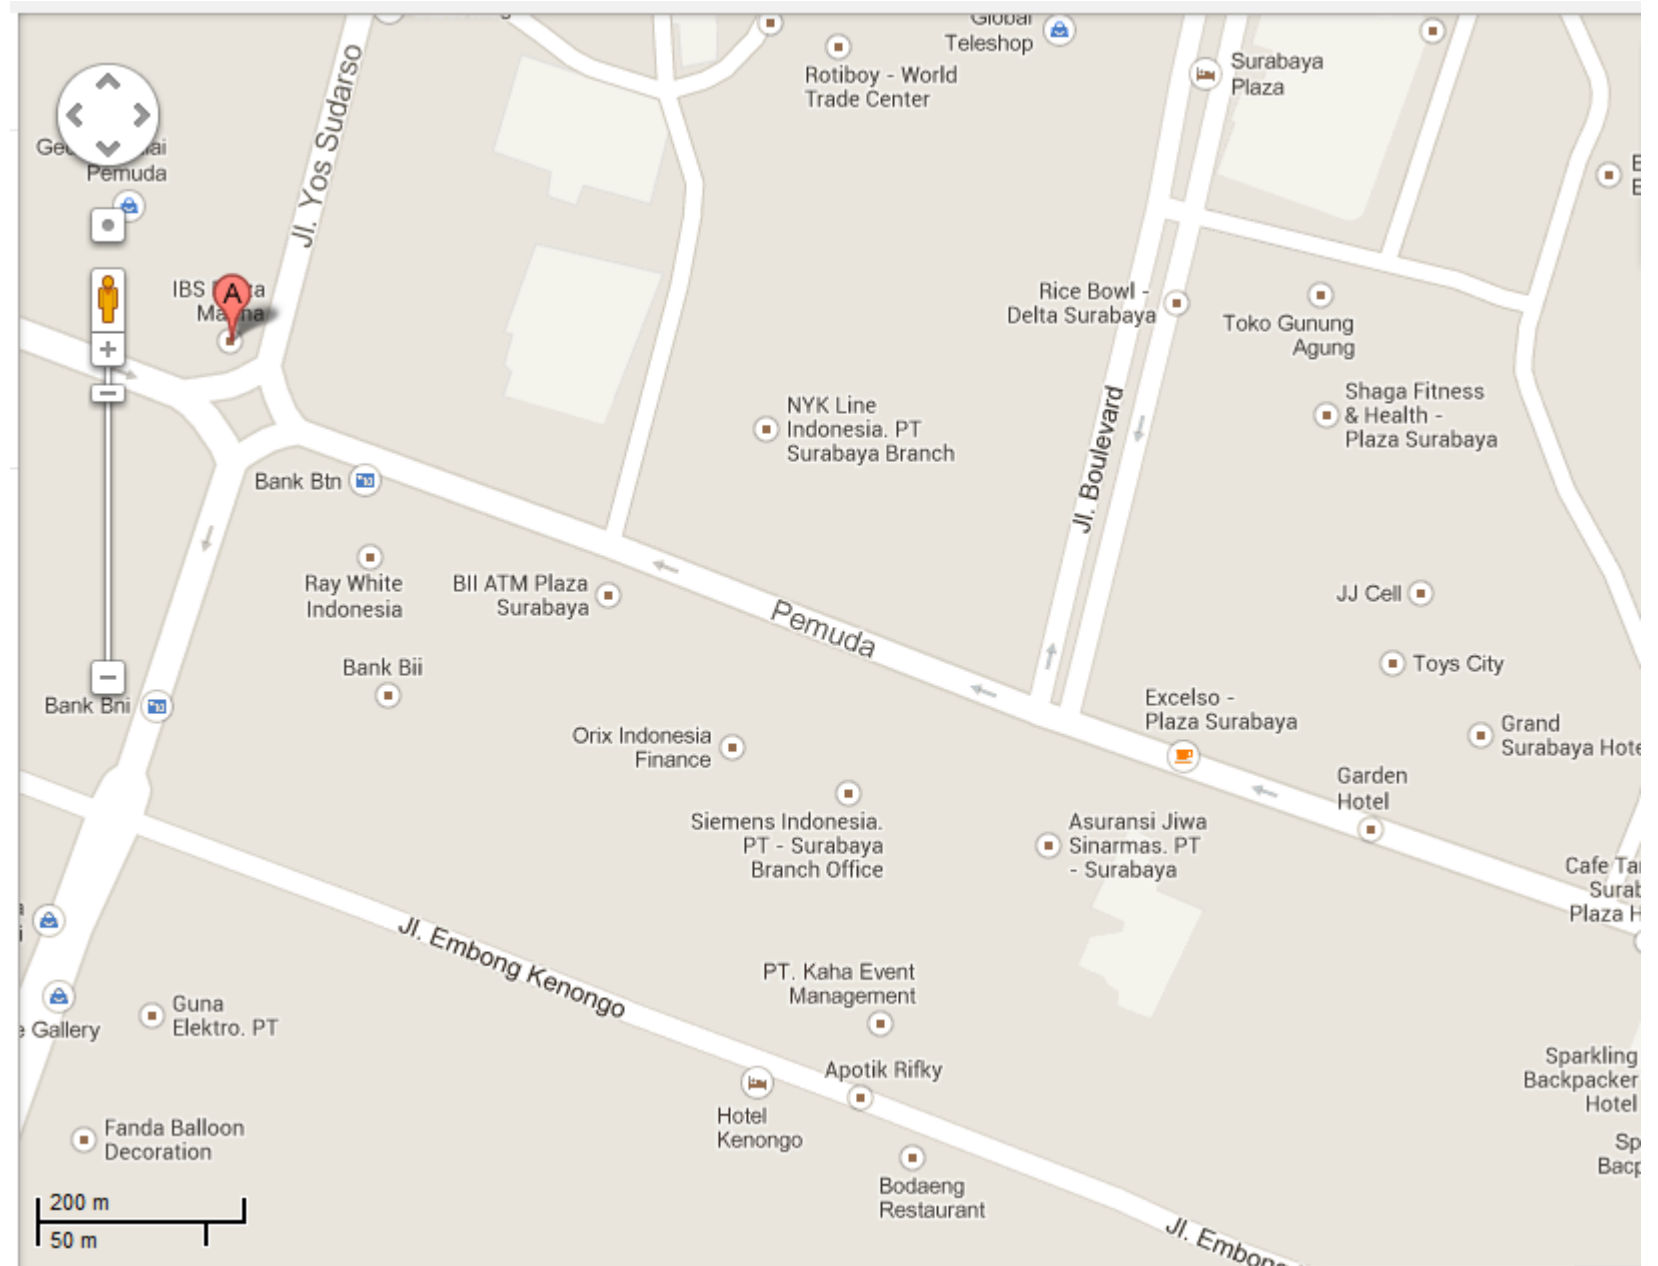 Global
Teleshop
Rotiboy - World
Trade Center
Surabaya
Plaza
Jl. Yos Sudarso
Pemuda
IBS
A
Rice Bowl -
Delta Surabaya
Toko Gunung
Agung
NYK Line
Indonesia. PT
Surabaya Branch
Shaga Fitness
& Health -
Plaza Surabaya
Jl. Boulevard
Bank Btn
Ray White
Indonesia
BII ATM Plaza
Surabaya
Pemuda
JJ Cell
Toys City
Bank Bii
Bank Bni
Excelso -
Plaza Surabaya
Grand
Surabaya
Orix Indonesia
Finance
Garden
Hotel
Siemens Indonesia.
PT - Surabaya
Branch Office
Asuransi Jiwa
Sinarmas. PT
- Surabaya
Cafe
Plaza
Jl. Embong Kenongo
PT. Kaha Event
Management
Guna
Elektro. PT
Gallery
Apotik Rifky
Hotel
Kenongo
Sparkling
Backpacker
Hotel
Fanda Balloon
Decoration
Bodaeng
Restaurant
200 m
50 m
Jl.